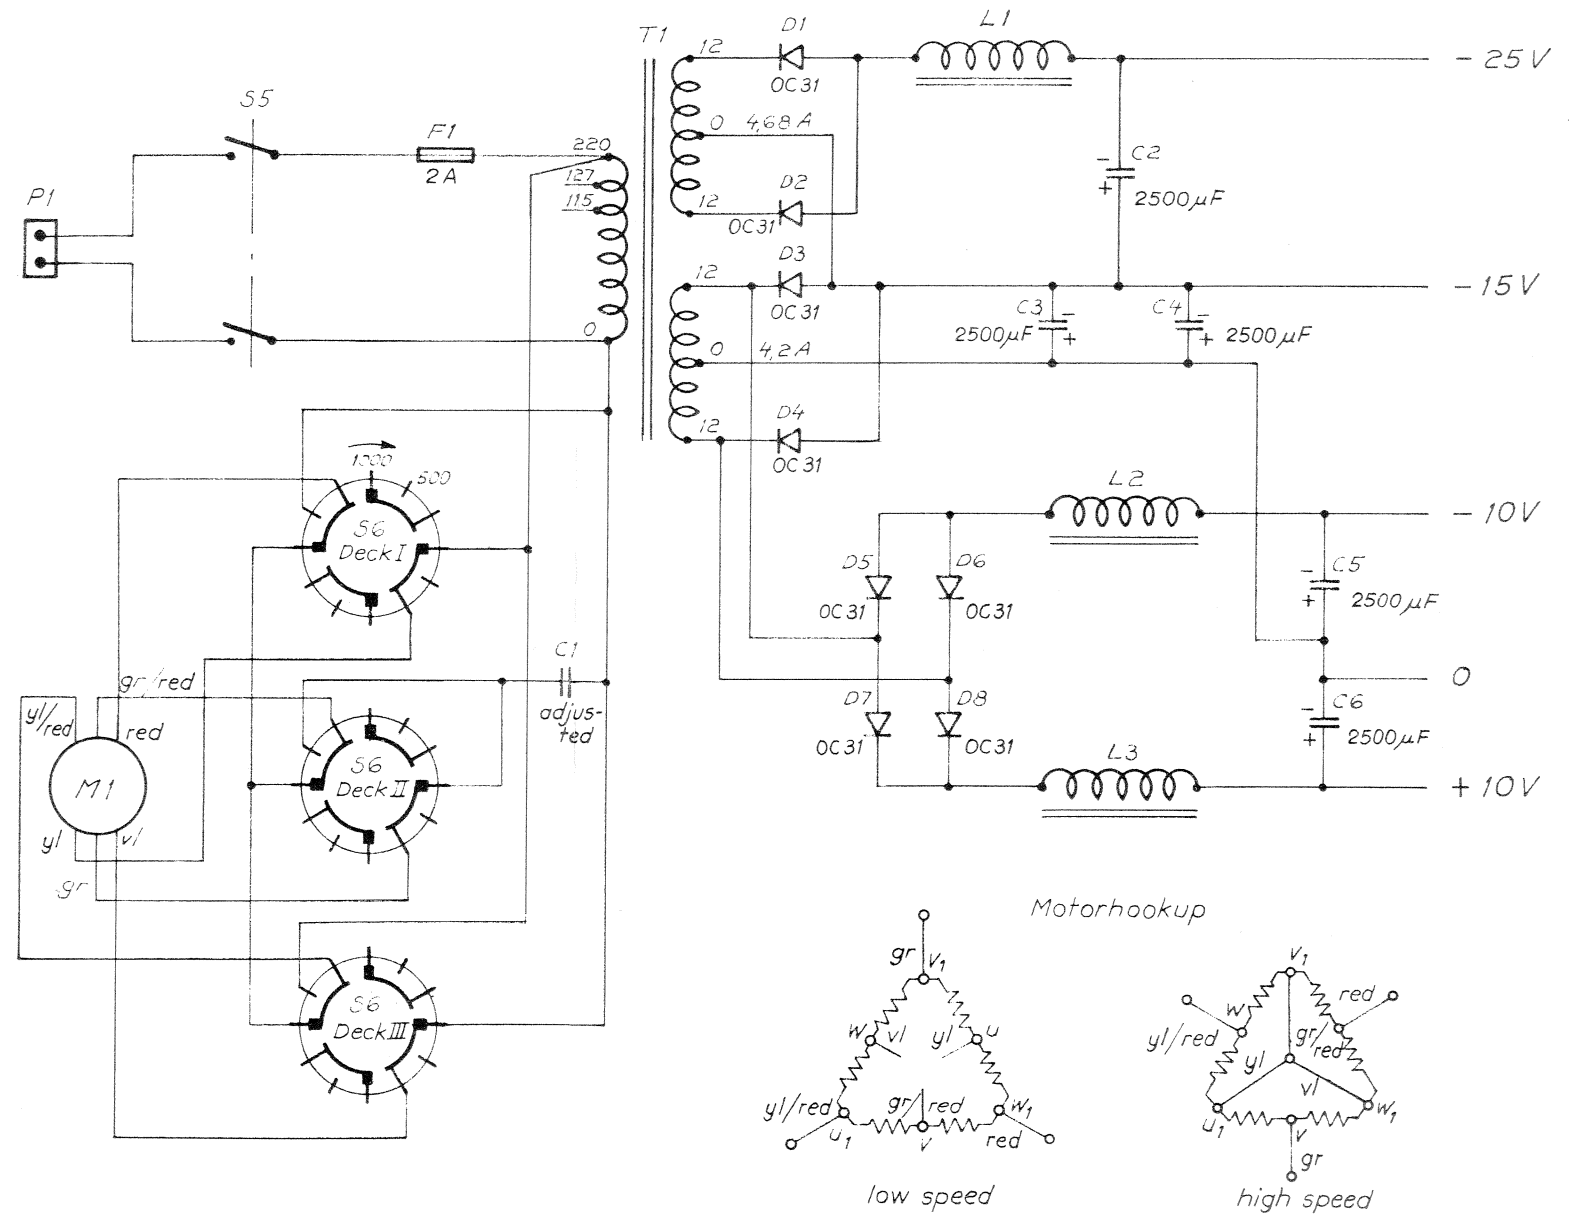 T1
12
D1
OC31
L1
- 25V
S5
F1
2A
220
127
115
0
4,68 A
C2
- +
2500µF
P1
12
D2
OC31
12
D3
OC31
- 15V
C3
- +
2500µF
C4
- +
2500µF
0
0
4,2 A
12
D4
OC31
1000
500
S6
Deck I
L2
- 10V
D5
OC31
D6
OC31
C5
- +
2500µF
C1
adjus-
ted
gr/red
yl/
red
red
M1
yl
vl
gr
S6
Deck II
0
D7
OC31
D8
OC31
L3
C6
- +
2500µF
+ 10V
S6
Deck III
Motorhookup
gr
V1
W
vl
yl
u
yl/red
u1
gr/red
V
W1
red
low speed
V1
W
red
yl/red
gr/
red
yl
vl
u1
V
W1
gr
high speed